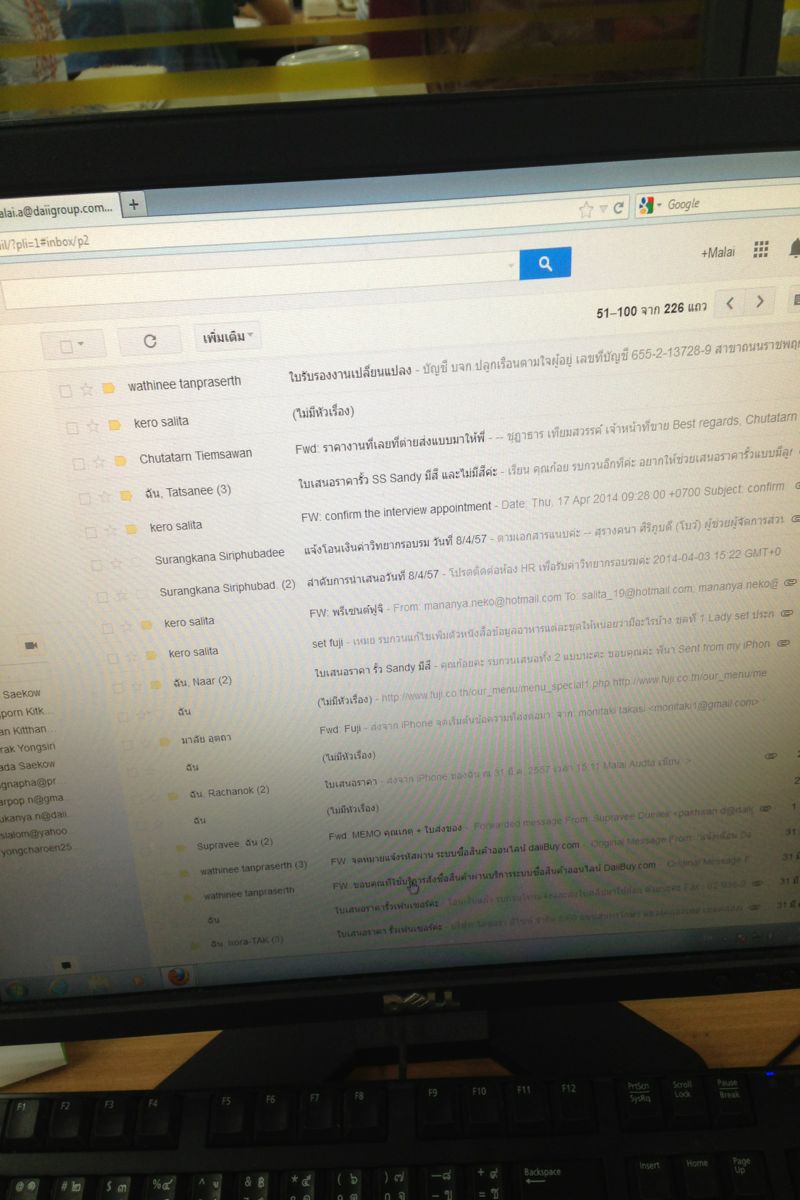 alai.a@daiigroup.com... +
il/?pli=1#inbox/p2 Google
+Malai
51–100 จาก 226 แถว
เพิ่มเติม
wathinee tanpraserth ใบรับรองงานเปลี่ยนแปลง - บัญชี บจก.ปลูกเรือนตามใจผู้อยู่ เลขที่บัญชี 655-2-13728-9 สาขาถนนราชพฤก
kero salita (ไม่มีหัวเรื่อง)
Chutatarn Tiemsawan Fwd: ราคางานที่เลยที่ต่ายส่งแบบมาให้พี่ - -- ชุฎาธาร เทียมสวรรค์ เจ้าหน้าที่ขาย Best regards, Chutatarn
ฉัน, Tatsanee (3) ใบเสนอราคารั้ว SS Sandy มีสี และไม่มีสีค่ะ - เรียน คุณก้อย รบกวนอีกทีค่ะ อยากให้ช่วยเสนอราคารั้วแบบมีลูก
kero salita FW: confirm the interview appointment - Date: Thu, 17 Apr 2014 09:28:00 +0700 Subject: confirm
Surangkana Siriphubadee แจ้งโอนเงินค่าวิทยากรอบรม วันที่ 8/4/57 - ตามเอกสารแนบค่ะ -- สุรางคนา ศิริภูบดี (โบว์) ผู้ช่วยผู้จัดการส่วน
Surangkana Siriphubad. (2) ลำดับการนำเสนอวันที่ 8/4/57 - โปรดติดต่อห้อง HR เพื่อรับค่าวิทยากรอบรมค่ะ 2014-04-03 15:22 GMT+0
kero salita FW: พรีเซนต์ฟูจิ - From: mananya.neko@hotmail.com To: salita_19@hotmail.com; mananya.neko@
kero salita set fuji - เหมย รบกวนแก้ไขเพิ่มตัวหนังสือข้อมูลอาหารแต่ละชุดให้หน่อยว่ามีอะไรบ้าง ชุดที่ 1 Lady set ประก
ฉัน, Naar (2) ใบเสนอราคา รั้ว Sandy มีสี - คุณก้อยคะ รบกวนเสนอทั้ง 2 แบบนะคะ ขอบคุณค่ะ Sent from my iPhon
ฉัน (ไม่มีหัวเรื่อง) - http://www.fuji.co.th/our_menu/menu_special1.php http://www.fuji.co.th/our_menu/me
มาลัย อุตถา Fwd: Fuji - ส่งจาก iPhone จุดเริ่มต้นข้อความที่ส่งต่อมา: จาก: monitaki takasi <monitaki1@gmail.com>
ฉัน (ไม่มีหัวเรื่อง)
ฉัน, Rachanok (2) ใบเสนอราคา - ส่งจาก iPhone ของฉัน ณ 31 มี.ค. 2557 เวลา 15:11 Malai Audta เขียน: >
ฉัน (ไม่มีหัวเรื่อง)
Supravee, ฉัน (2) Fwd: MEMO คุณเกด + ใบส่งของ - Forwarded message From: Supravee
wathinee tanpraserth (3) FW: จดหมายแจ้งรหัสผ่าน ระบบซื้อสินค้าออนไลน์ daiiBuy.com - Original Message From:
wathinee tanpraserth FW: ขอบคุณที่ใช้บริการสั่งซื้อสินค้าผ่านบริการระบบซื้อสินค้าออนไลน์ DaiiBuy.com - Original Message F
ฉัน ใบเสนอราคารั้วเฟนเซอร์ค่ะ
ฉัน, Irora-TAK (3) ใบเสนอราคา รั้วเฟนเซอร์ค่ะ
Saekow
porn Kitk...
an Kitthan...
rak Yongsiri
ada Saekow
gnapha@pr...
arpop.n@gma...
ukanya.n@daii...
slalom@yahoo...
yongcharoen25...
DELL
F1 F2 F3 F4 F5 F6 F7 F8 F9 F10 F11 F12 PrtScn SysRq Scroll Lock Pause Break
Backspace Insert Home Page Up